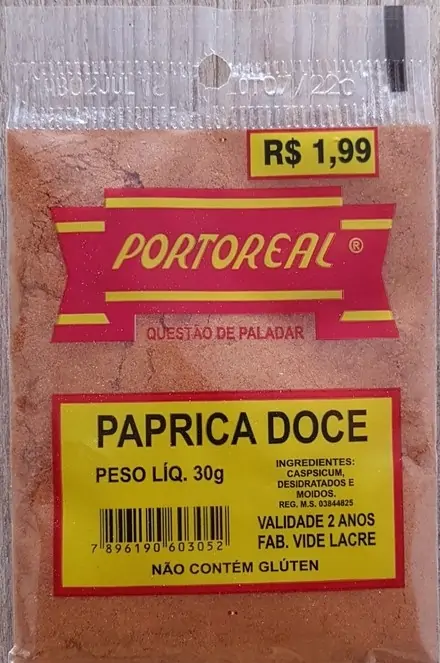 R$ 1,99
PORTOREAL ®
QUESTÃO DE PALADAR
PAPRICA DOCE
PESO LÍQ. 30g
INGREDIENTES:
CASPSICUM,
DESIDRATADOS E
MOIDOS.
REG. M.S. 03844825
VALIDADE 2 ANOS
FAB. VIDE LACRE
7 896190 603052
NÃO CONTÉM GLÚTEN